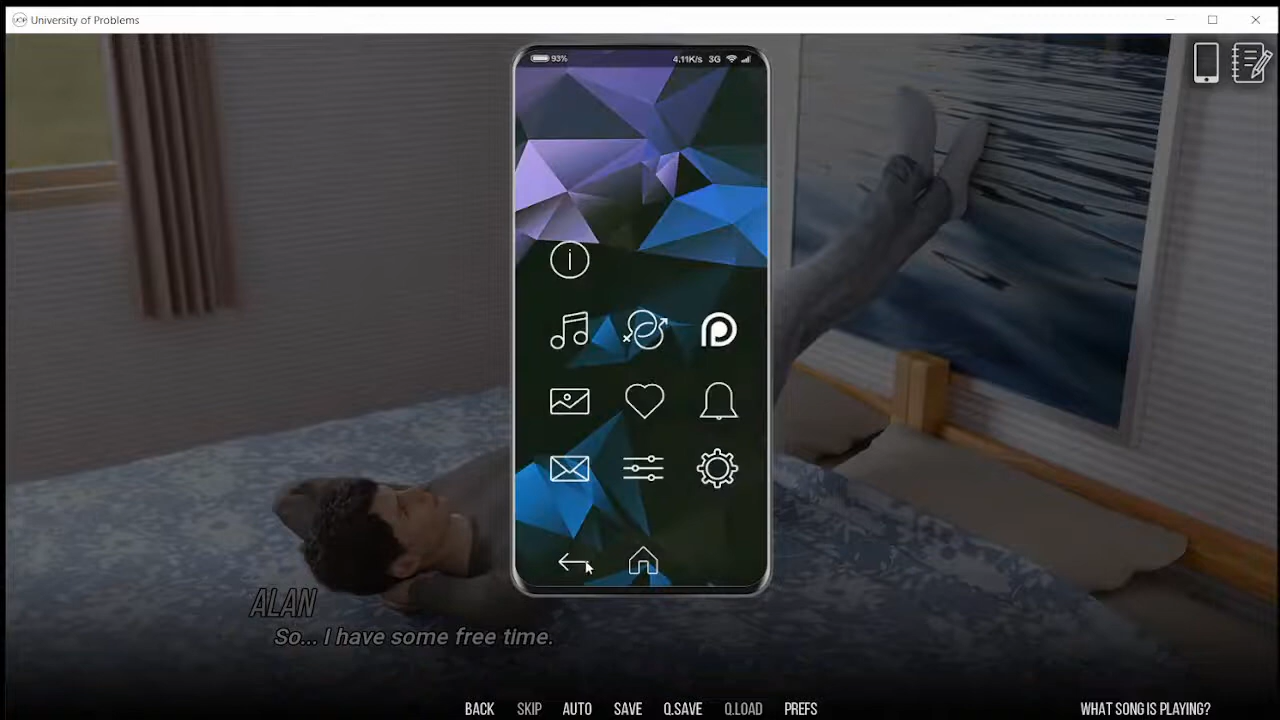 UOP University of Problems
93% 4.11K/s 3G
ALAN
So... I have some free time.
BACK SKIP AUTO SAVE Q.SAVE Q.LOAD PREFS WHAT SONG IS PLAYING?